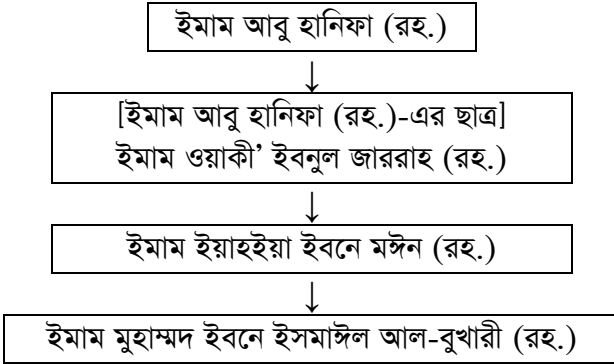 ইমাম আবু হানিফা (রহ.)
↓
[ইমাম আবু হানিফা (রহ.)-এর ছাত্র]
ইমাম ওয়াকী’ ইবনুল জাররাহ (রহ.)
↓
ইমাম ইয়াহইয়া ইবনে মঈন (রহ.)
↓
ইমাম মুহাম্মদ ইবনে ইসমাঈল আল-বুখারী (রহ.)